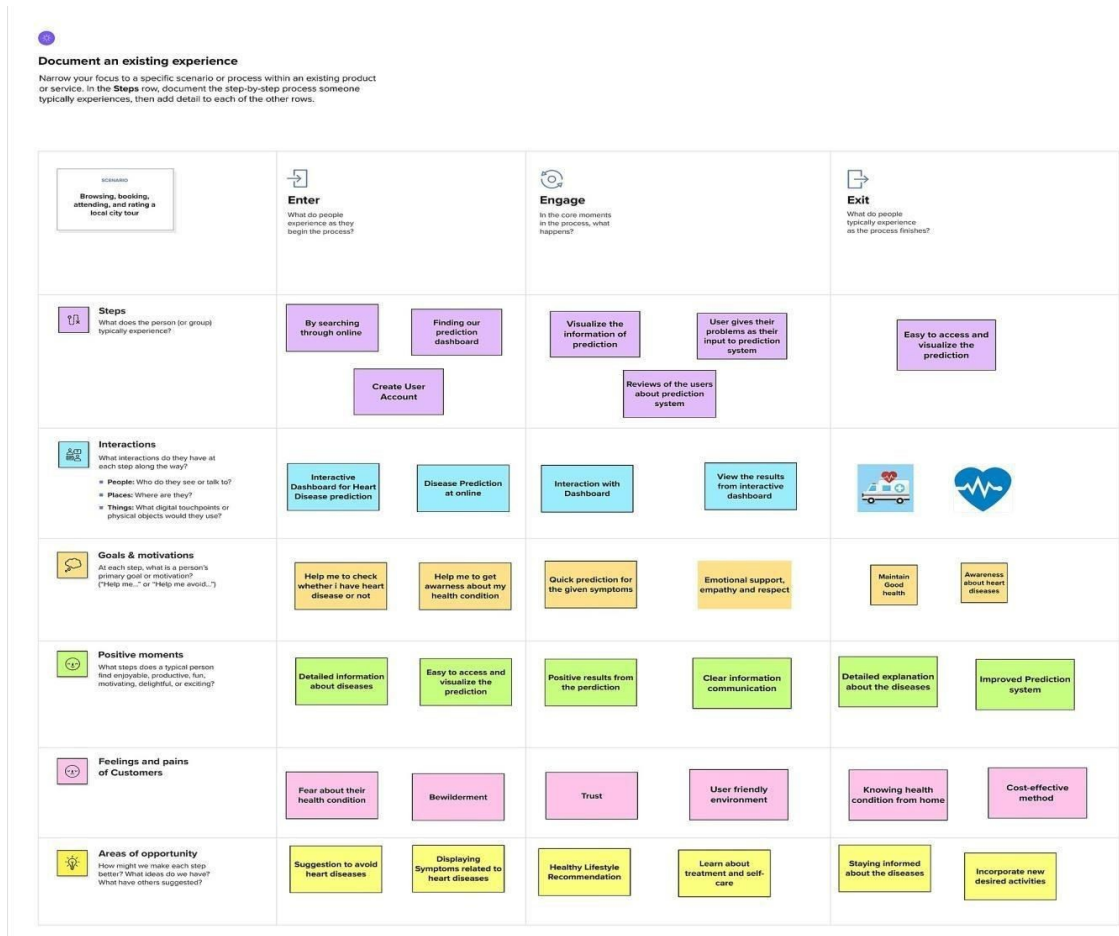 Document an existing experience
Narrow your focus to a specific scenario or process within an existing product
or service. In the Steps row, document the step-by-step process someone
typically experiences, then add detail to each of the other rows.
SCENARIO
Browsing, booking,
attending, and rating a
local city tour
Enter
What do people
experience as they
begin the process?
Engage
In the core moments
in the process, what
happens?
Exit
What do people
typically experience
as the process finishes?
Steps
What does the person (or group)
typically experience?
By searching
through online
Finding our
prediction
dashboard
Create User
Account
Visualize the
information of
prediction
User gives their
problems as their
input to prediction
system
Reviews of the users
about prediction
system
Easy to access and
visualize the
prediction
Interactions
What interactions do they have at
each step along the way?
People: Who do they see or talk to?
Places: Where are they?
Things: What digital touchpoints or
physical objects would they use?
Interactive
Dashboard for Heart
Disease prediction
Disease Prediction
at online
Interaction with
Dashboard
View the results
from interactive
dashboard
Goals & motivations
At each step, what is a person's
primary goal or motivation?
("Help me..." or "Help me avoid...")
Help me to check
whether i have heart
disease or not
Help me to get
awarness about my
health condition
Quick prediction for
the given symptoms
Emotional support,
empathy and respect
Maintain
Good
health
Awareness
about heart
diseases
Positive moments
What steps does a typical person
find enjoyable, productive, fun,
motivating, delightful, or exciting?
Detailed information
about diseases
Easy to access and
visualize the
prediction
Positive results from
the perdiction
Clear information
communication
Detailed explanation
about the diseases
Improved Prediction
system
Feelings and pains
of Customers
Fear about their
health condition
Bewilderment
Trust
User friendly
environment
Knowing health
condition from home
Cost-effective
method
Areas of opportunity
How might we make each step
better? What ideas do we have?
What have others suggested?
Suggestion to avoid
heart diseases
Displaying
Symptoms related to
heart diseases
Healthy Lifestyle
Recommendation
Learn about
treatment and self-
care
Staying informed
about the diseases
Incorporate new
desired activities